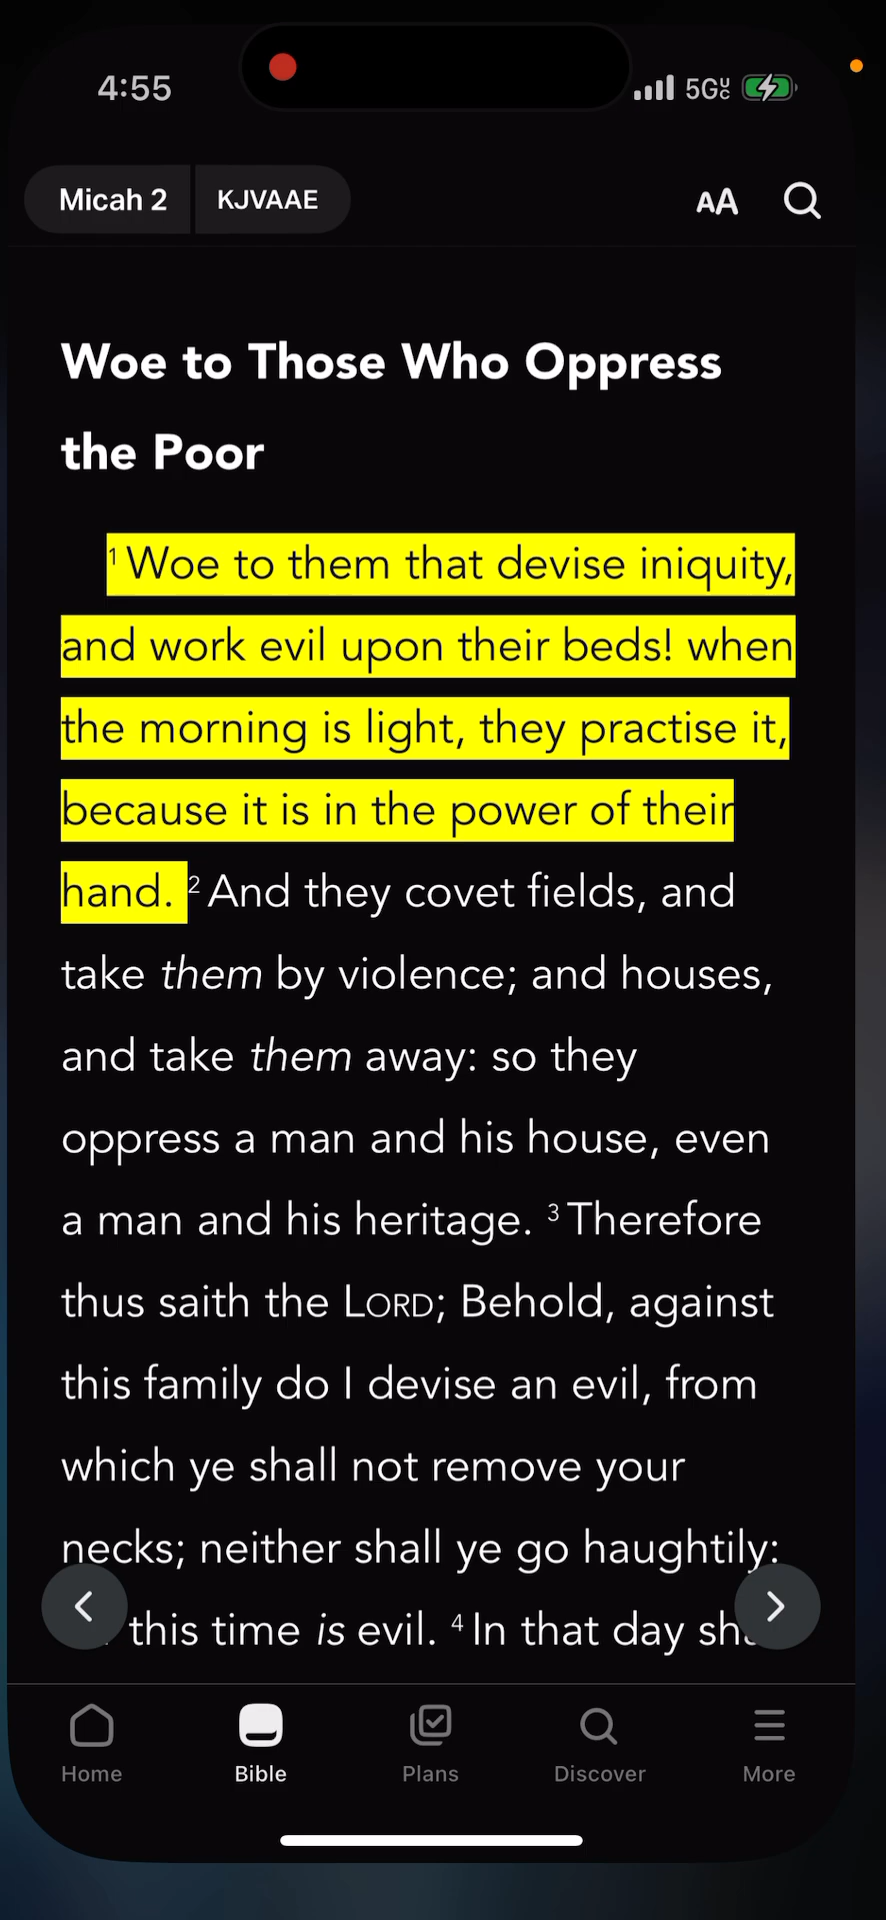 4:55
5GUC
Micah 2 KJVAAE AA
Woe to Those Who Oppress
the Poor
1 Woe to them that devise iniquity,
and work evil upon their beds! when
the morning is light, they practise it,
because it is in the power of their
hand. 2 And they covet fields, and
take them by violence; and houses,
and take them away: so they
oppress a man and his house, even
a man and his heritage. 3 Therefore
thus saith the LORD; Behold, against
this family do I devise an evil, from
which ye shall not remove your
necks; neither shall ye go haughtily:
this time is evil. 4 In that day
Home Bible Plans Discover More